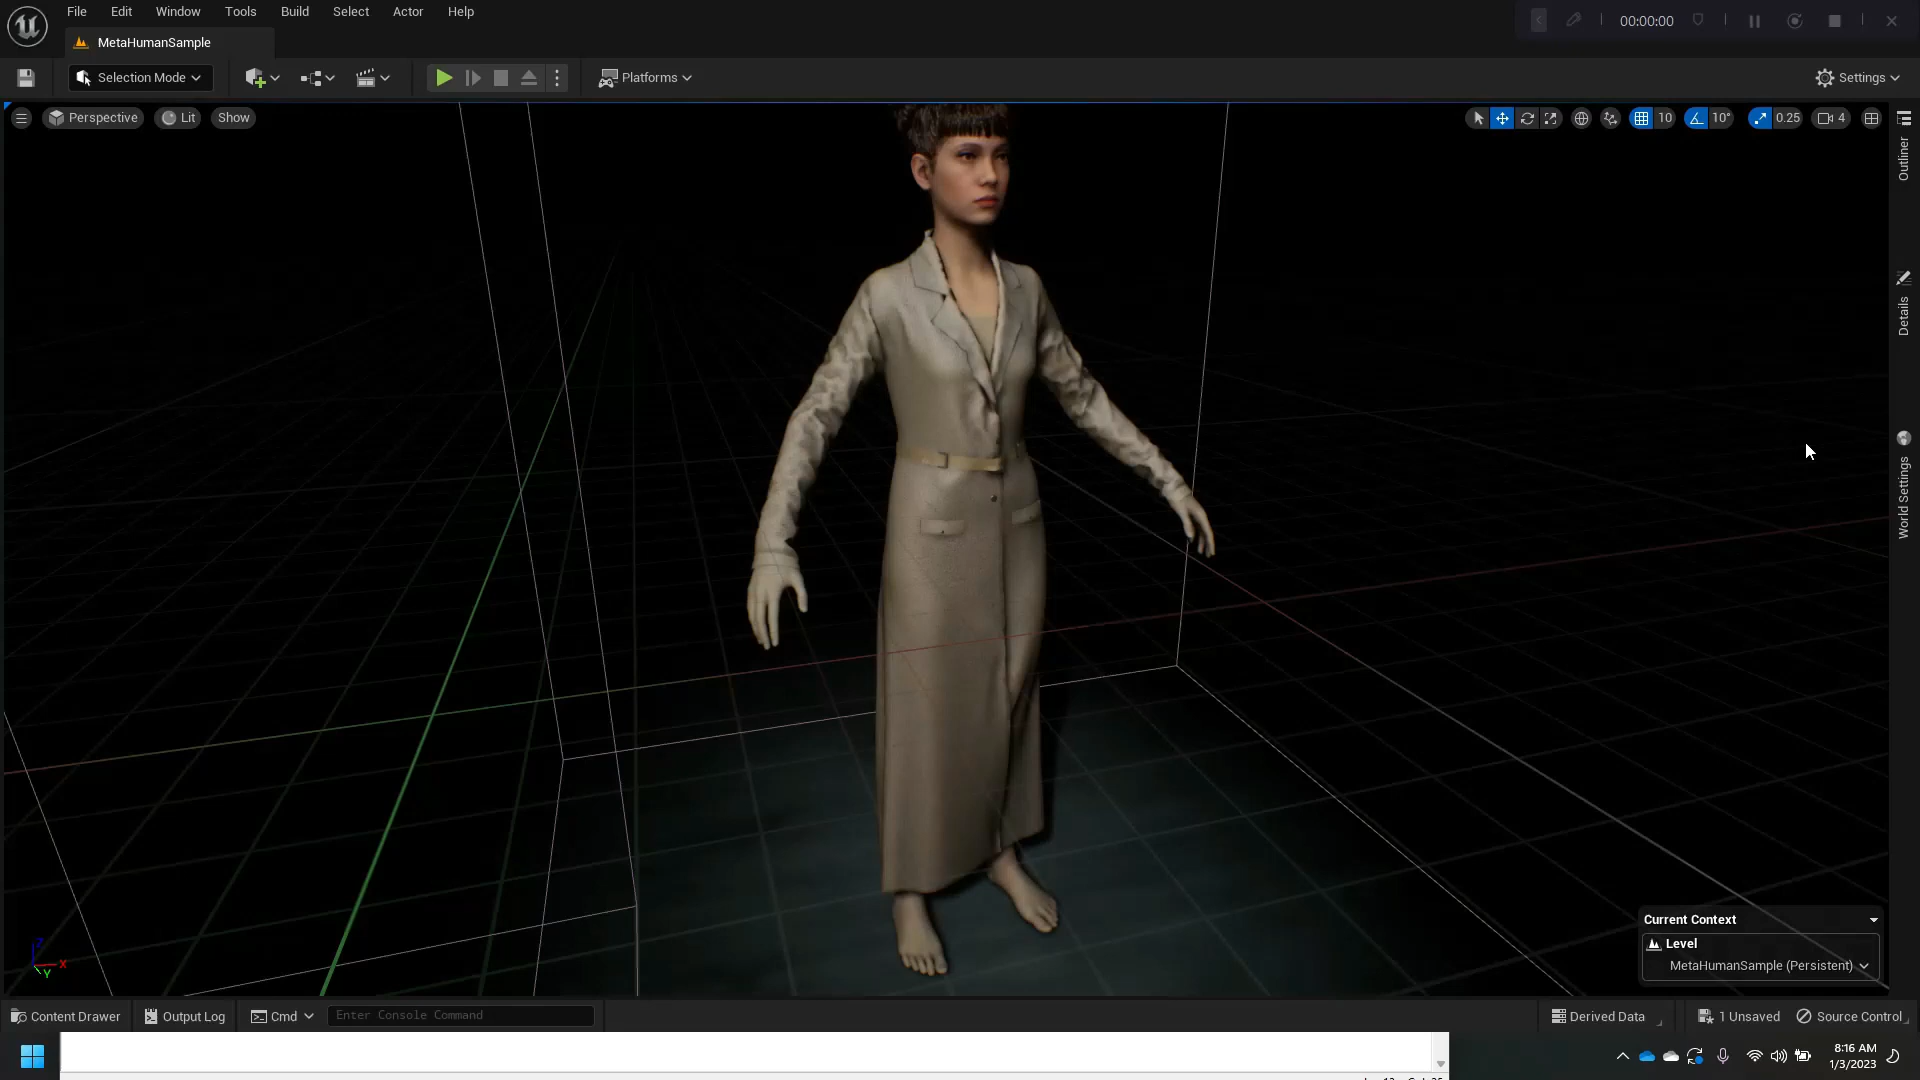 File Edit Window Tools Build Select Actor Help
00:00:00
MetaHumanSample
Selection Mode
Platforms
Settings
Perspective Lit Show
10 10° 0.25 4
Outliner
Details
World Settings
Current Context
Level
MetaHumanSample (Persistent)
Z
X
Y
Content Drawer Output Log Cmd Enter Console Command Derived Data 1 Unsaved Source Control
8:16 AM
1/3/2023